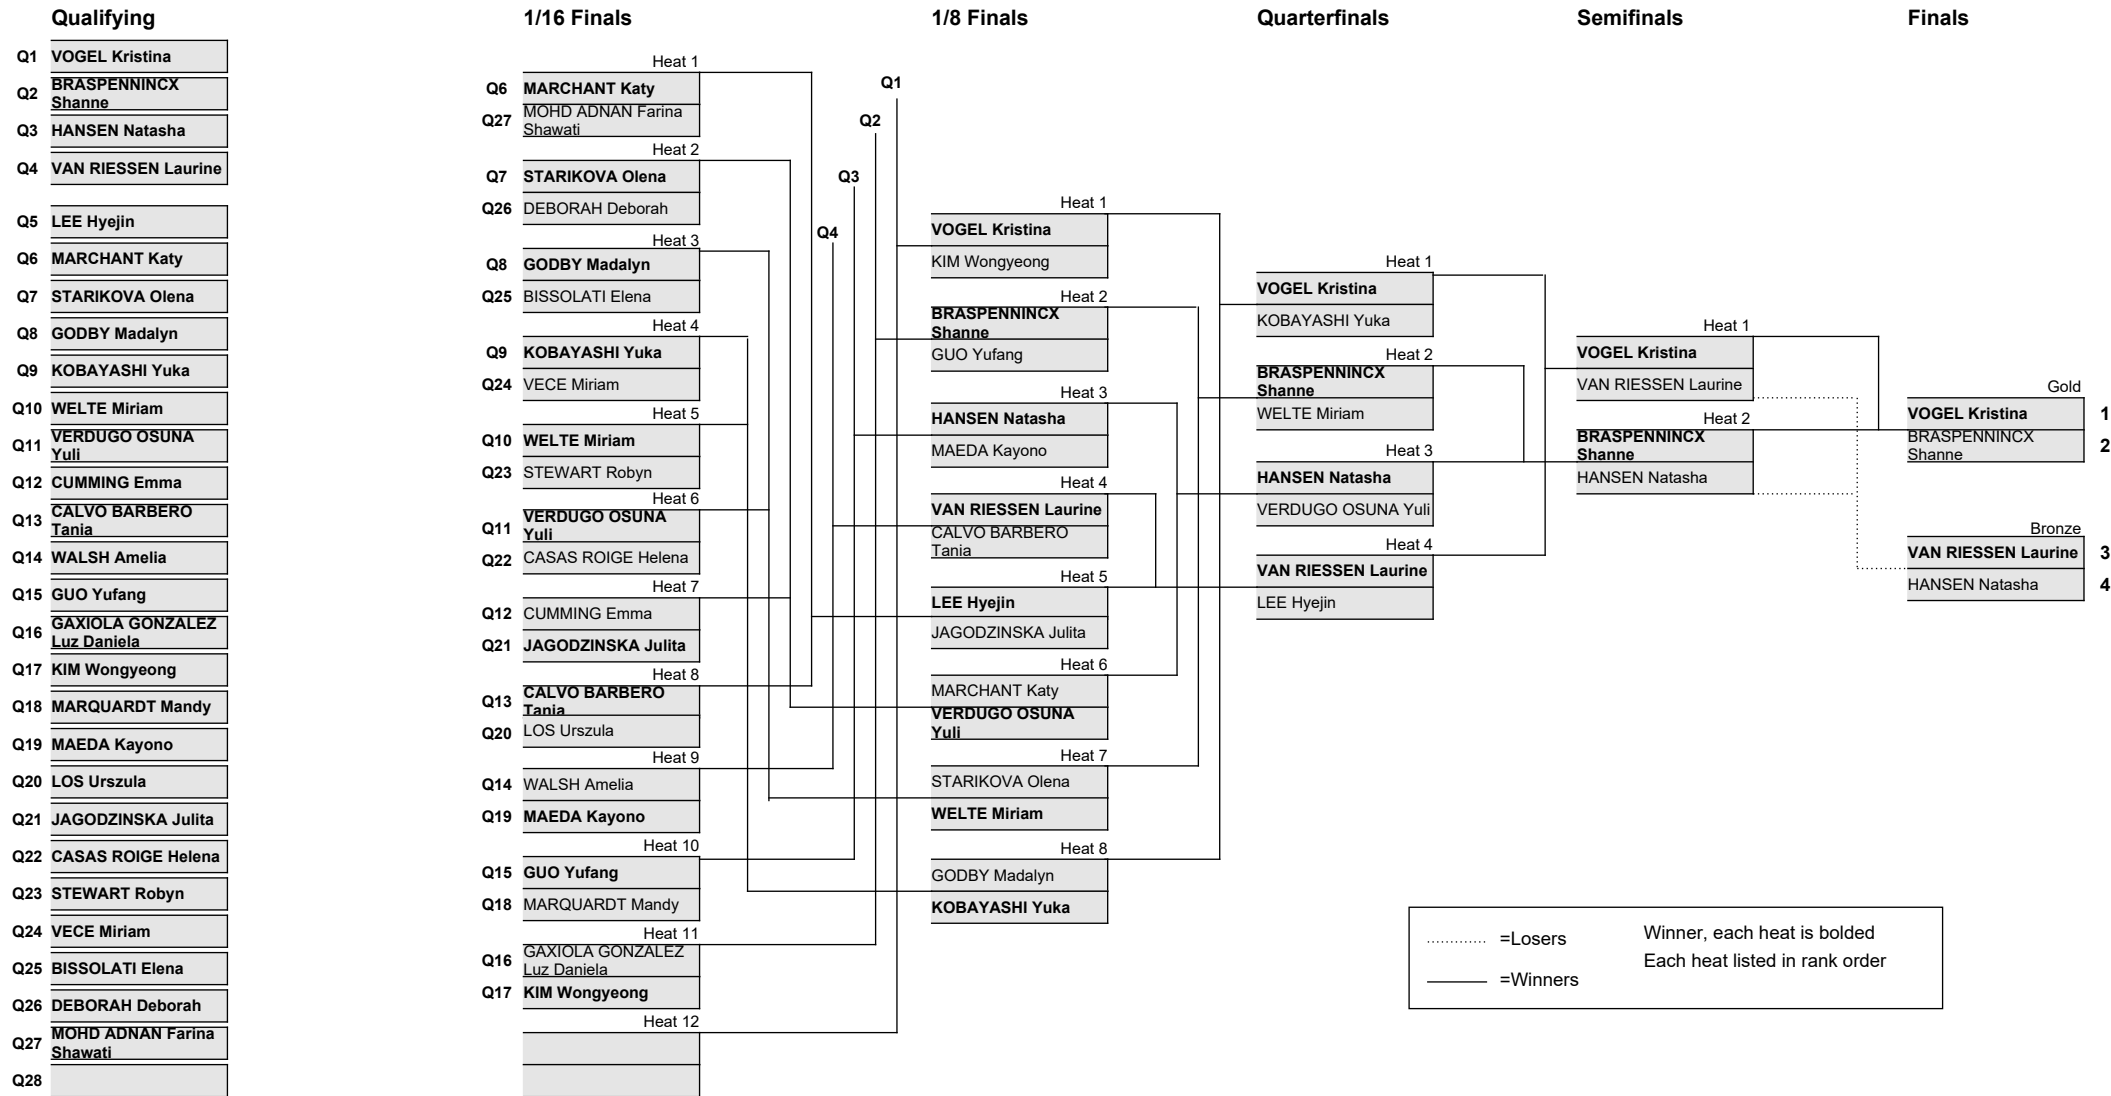 Qualifying
Q1 VOGEL Kristina
Q2 BRASPENNINCX
Shanne
Q3 HANSEN Natasha
Q4 VAN RIESSEN Laurine
Q5 LEE Hyejin
Q6 MARCHANT Katy
Q7 STARIKOVA Olena
Q8 GODBY Madalyn
Q9 KOBAYASHI Yuka
Q10 WELTE Miriam
Q11 VERDUGO OSUNA
Yuli
Q12 CUMMING Emma
Q13 CALVO BARBERO
Tania
Q14 WALSH Amelia
Q15 GUO Yufang
Q16 GAXIOLA GONZALEZ
Luz Daniela
Q17 KIM Wongyeong
Q18 MARQUARDT Mandy
Q19 MAEDA Kayono
Q20 LOS Urszula
Q21 JAGODZINSKA Julita
Q22 CASAS ROIGE Helena
Q23 STEWART Robyn
Q24 VECE Miriam
Q25 BISSOLATI Elena
Q26 DEBORAH Deborah
Q27 MOHD ADNAN Farina
Shawati
Q28
1/16 Finals
Heat 1
Q6 MARCHANT Katy
Q27 MOHD ADNAN Farina
Shawati
Heat 2
Q7 STARIKOVA Olena
Q26 DEBORAH Deborah
Heat 3
Q8 GODBY Madalyn
Q25 BISSOLATI Elena
Heat 4
Q9 KOBAYASHI Yuka
Q24 VECE Miriam
Heat 5
Q10 WELTE Miriam
Q23 STEWART Robyn
Heat 6
Q11 VERDUGO OSUNA
Yuli
Q22 CASAS ROIGE Helena
Heat 7
Q12 CUMMING Emma
Q21 JAGODZINSKA Julita
Heat 8
Q13 CALVO BARBERO
Tania
Q20 LOS Urszula
Heat 9
Q14 WALSH Amelia
Q19 MAEDA Kayono
Heat 10
Q15 GUO Yufang
Q18 MARQUARDT Mandy
Heat 11
Q16 GAXIOLA GONZALEZ
Luz Daniela
Q17 KIM Wongyeong
Heat 12
1/8 Finals
Q1
Q2
Q3
Q4
Heat 1
VOGEL Kristina
KIM Wongyeong
Heat 2
BRASPENNINCX
Shanne
GUO Yufang
Heat 3
HANSEN Natasha
MAEDA Kayono
Heat 4
VAN RIESSEN Laurine
CALVO BARBERO
Tania
Heat 5
LEE Hyejin
JAGODZINSKA Julita
Heat 6
MARCHANT Katy
VERDUGO OSUNA
Yuli
Heat 7
STARIKOVA Olena
WELTE Miriam
Heat 8
GODBY Madalyn
KOBAYASHI Yuka
Quarterfinals
Heat 1
VOGEL Kristina
KOBAYASHI Yuka
Heat 2
BRASPENNINCX
Shanne
WELTE Miriam
Heat 3
HANSEN Natasha
VERDUGO OSUNA Yuli
Heat 4
VAN RIESSEN Laurine
LEE Hyejin
Semifinals
Heat 1
VOGEL Kristina
VAN RIESSEN Laurine
Heat 2
BRASPENNINCX
Shanne
HANSEN Natasha
Finals
Gold
VOGEL Kristina 1
BRASPENNINCX
Shanne 2
Bronze
VAN RIESSEN Laurine 3
HANSEN Natasha 4
=Losers
=Winners
Winner, each heat is bolded
Each heat listed in rank order